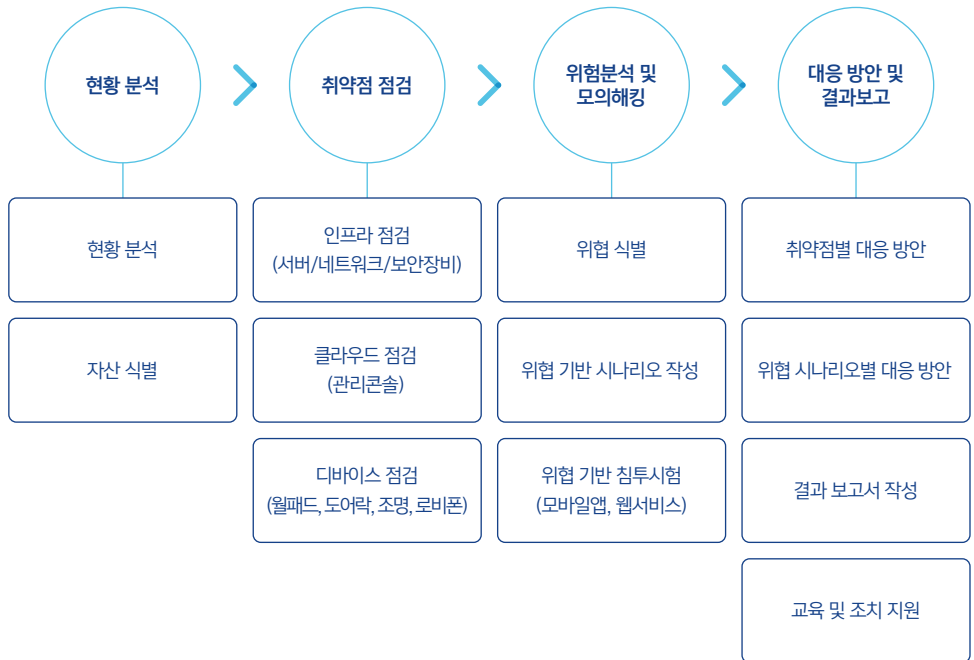 현황 분석
취약점 점검
위험분석 및
모의해킹
대응 방안 및
결과보고
현황 분석
자산 식별
인프라 점검
(서버/네트워크/보안장비)
클라우드 점검
(관리콘솔)
디바이스 점검
(월패드, 도어락, 조명, 로비폰)
위협 식별
위협 기반 시나리오 작성
위협 기반 침투시험
(모바일앱, 웹서비스)
취약점별 대응 방안
위협 시나리오별 대응 방안
결과 보고서 작성
교육 및 조치 지원